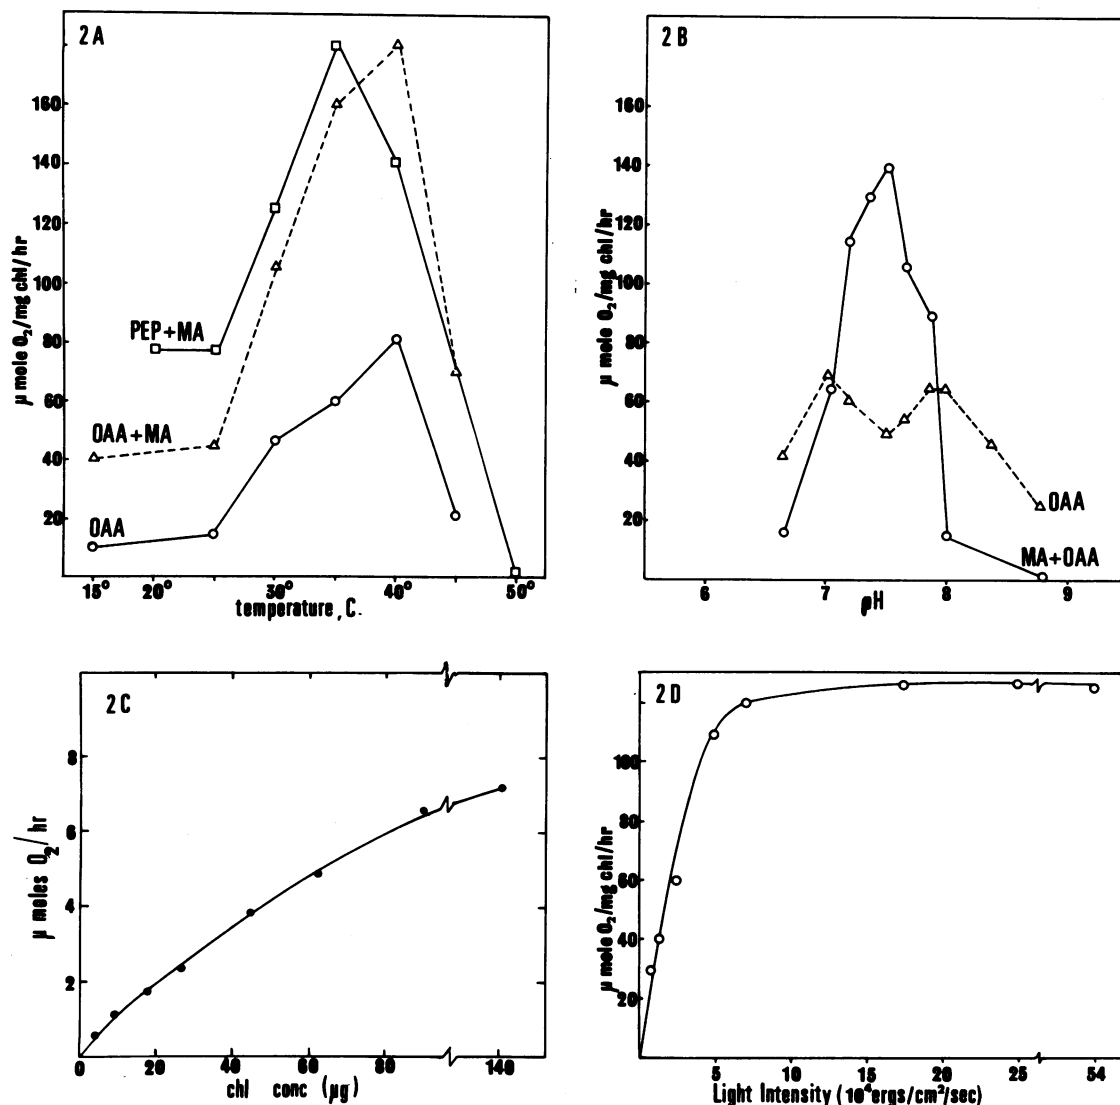 2A
μ mole O₂/mg chl/hr
160
140
120
100
80
60
40
20
PEP+MA
OAA+MA
OAA
15° 20° 30° 40° 50°
temperature, C.
2B
μ mole O₂/mg chl/hr
160
140
120
100
80
60
40
20
OAA
MA+OAA
6 7 8 9
pH
2C
μ moles O₂/hr
8
6
4
2
0 20 40 60 80 140
chl conc (μg)
2D
μ mole O₂/mg chl/hr
100
80
60
40
20
5 10 15 20 25 54
Light Intensity (10⁴ergs/cm²/sec)